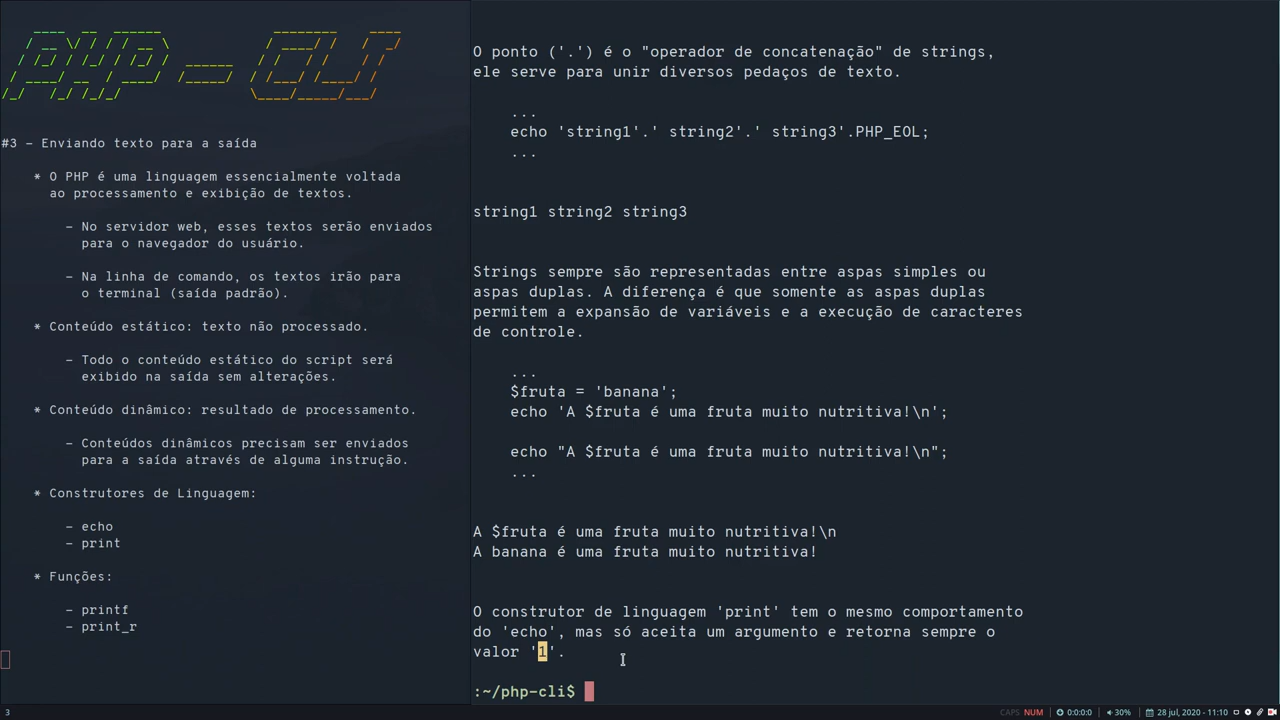 PHP - CLI
#3 - Enviando texto para a saída
* O PHP é uma linguagem essencialmente voltada
ao processamento e exibição de textos.
- No servidor web, esses textos serão enviados
para o navegador do usuário.
- Na linha de comando, os textos irão para
o terminal (saída padrão).
* Conteúdo estático: texto não processado.
- Todo o conteúdo estático do script será
exibido na saída sem alterações.
* Conteúdo dinâmico: resultado de processamento.
- Conteúdos dinâmicos precisam ser enviados
para a saída através de alguma instrução.
* Construtores de Linguagem:
- echo
- print
* Funções:
- printf
- print_r
O ponto ('.') é o "operador de concatenação" de strings,
ele serve para unir diversos pedaços de texto.
...
echo 'string1'.' string2'.' string3'.PHP_EOL;
...
string1 string2 string3
Strings sempre são representadas entre aspas simples ou
aspas duplas. A diferença é que somente as aspas duplas
permitem a expansão de variáveis e a execução de caracteres
de controle.
...
$fruta = 'banana';
echo 'A $fruta é uma fruta muito nutritiva!\n';
echo "A $fruta é uma fruta muito nutritiva!\n";
...
A $fruta é uma fruta muito nutritiva!\n
A banana é uma fruta muito nutritiva!
O construtor de linguagem 'print' tem o mesmo comportamento
do 'echo', mas só aceita um argumento e retorna sempre o
valor '1'.
:~/php-cli$
3
CAPS NUM 0:0:0:0 30% 28 jul, 2020 - 11:10